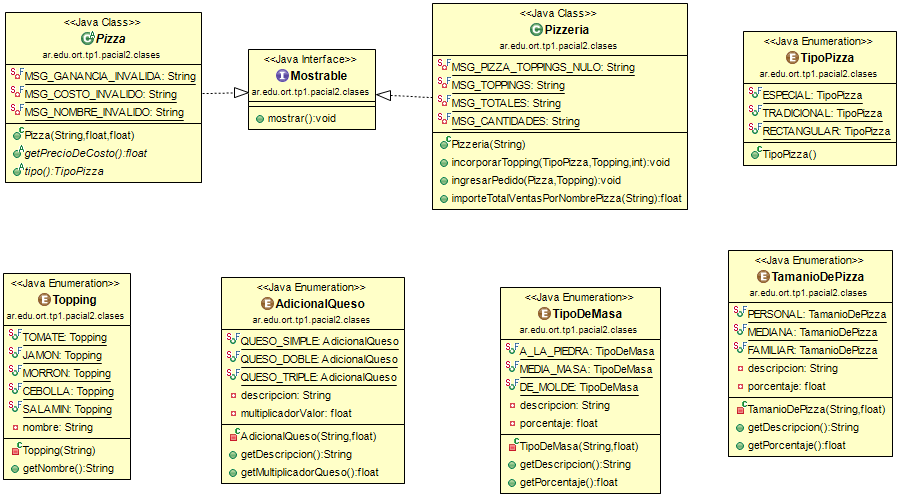 <<Java Class>>
Pizza
ar.edu.ort.tp1.pacial2.clases
MSG_GANANCIA_INVALIDA: String
MSG_COSTO_INVALIDO: String
MSG_NOMBRE_INVALIDO: String
Pizza(String,float,float)
getPrecioDeCosto():float
tipo():TipoPizza
<<Java Interface>>
Mostrable
ar.edu.ort.tp1.pacial2.clases
mostrar():void
<<Java Class>>
Pizzeria
ar.edu.ort.tp1.pacial2.clases
MSG_PIZZA_TOPPINGS_NULO: String
MSG_TOPPINGS: String
MSG_TOTALES: String
MSG_CANTIDADES: String
Pizzeria(String)
incorporarTopping(TipoPizza,Topping,int):void
ingresarPedido(Pizza,Topping):void
importeTotalVentasPorNombrePizza(String):float
<<Java Enumeration>>
TipoPizza
ar.edu.ort.tp1.pacial2.clases
ESPECIAL: TipoPizza
TRADICIONAL: TipoPizza
RECTANGULAR: TipoPizza
TipoPizza()
<<Java Enumeration>>
Topping
ar.edu.ort.tp1.pacial2.clases
TOMATE: Topping
JAMON: Topping
MORRON: Topping
CEBOLLA: Topping
SALAMIN: Topping
nombre: String
Topping(String)
getNombre():String
<<Java Enumeration>>
AdicionalQueso
ar.edu.ort.tp1.pacial2.clases
QUESO_SIMPLE: AdicionalQueso
QUESO_DOBLE: AdicionalQueso
QUESO_TRIPLE: AdicionalQueso
descripcion: String
multiplicadorValor: float
AdicionalQueso(String,float)
getDescripcion():String
getMultiplicadorQueso():float
<<Java Enumeration>>
TipoDeMasa
ar.edu.ort.tp1.pacial2.clases
A_LA_PIEDRA: TipoDeMasa
MEDIA_MASA: TipoDeMasa
DE_MOLDE: TipoDeMasa
descripcion: String
porcentaje: float
TipoDeMasa(String,float)
getDescripcion():String
getPorcentaje():float
<<Java Enumeration>>
TamanioDePizza
ar.edu.ort.tp1.pacial2.clases
PERSONAL: TamanioDePizza
MEDIANA: TamanioDePizza
FAMILIAR: TamanioDePizza
descripcion: String
porcentaje: float
TamanioDePizza(String,float)
getDescripcion():String
getPorcentaje():float